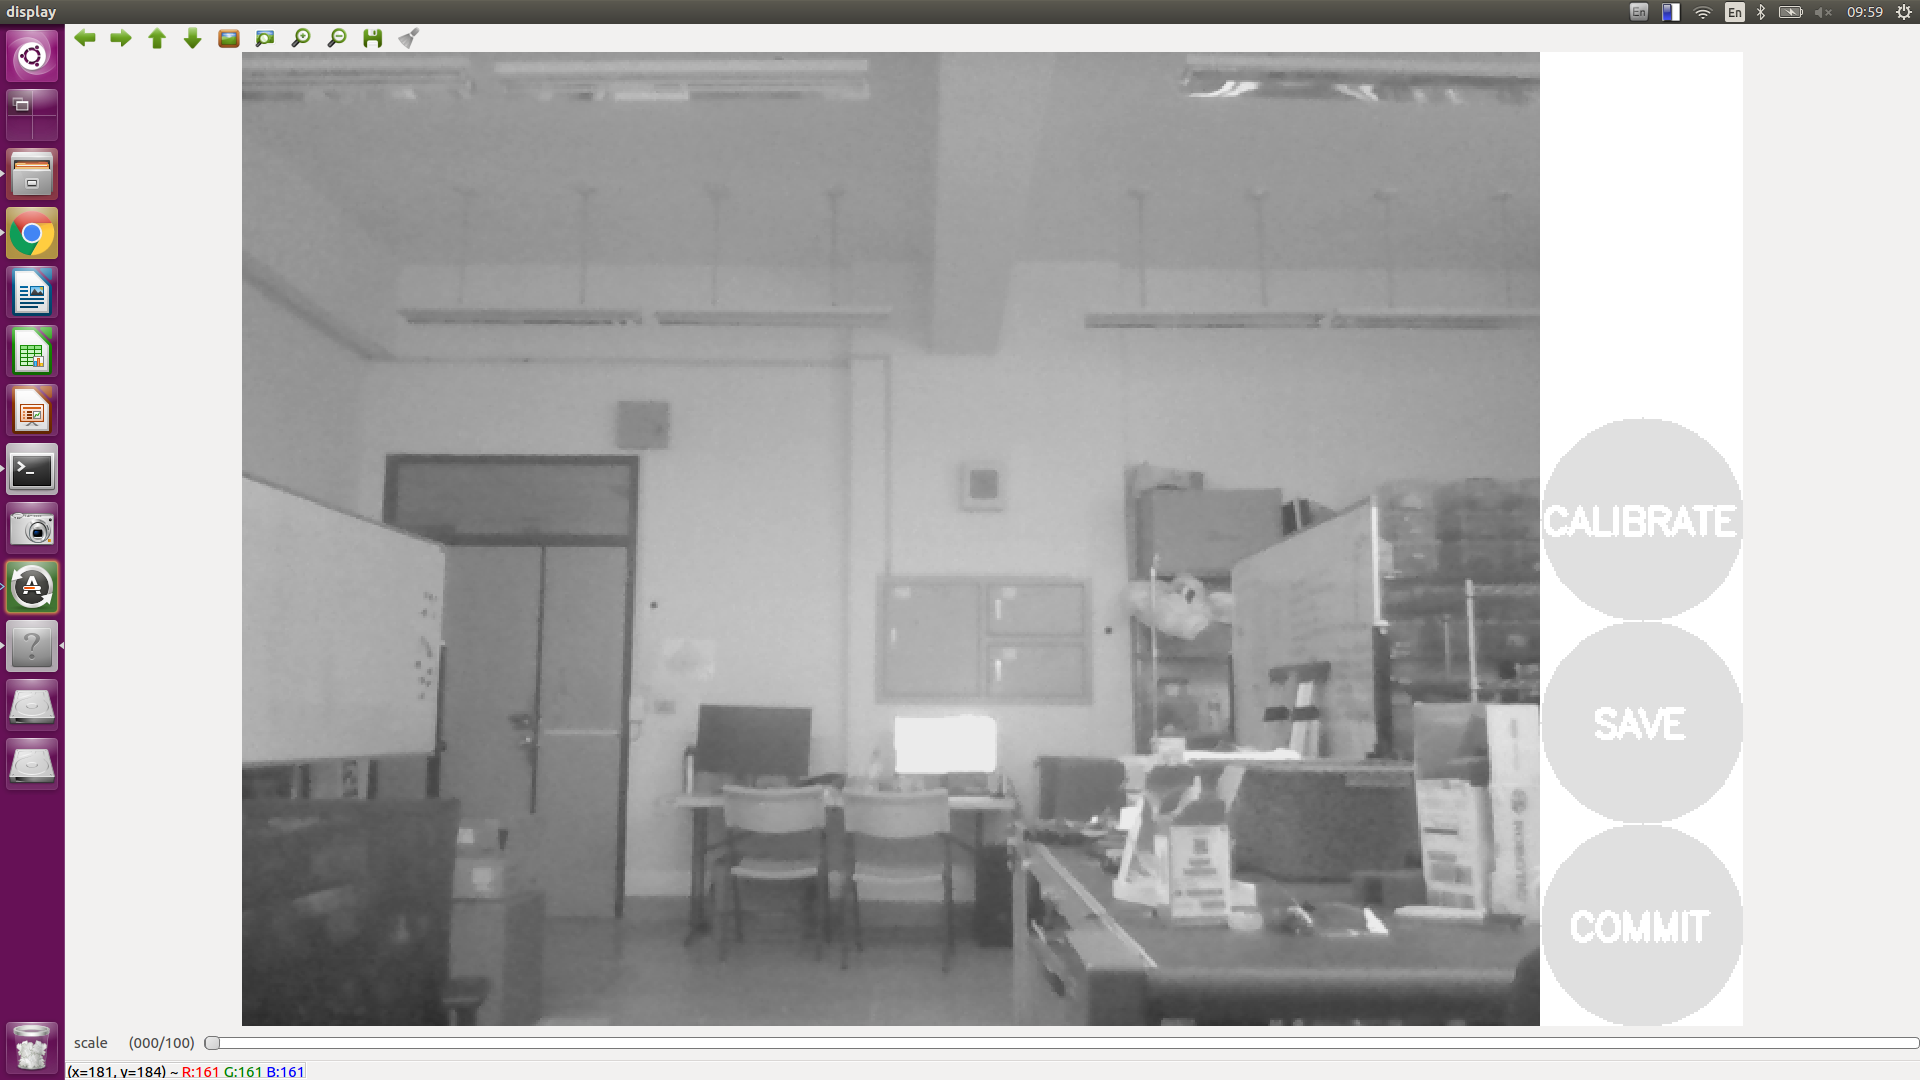 display
En
En
09:59
CALIBRATE
SAVE
COMMIT
scale (000/100)
(x=181, y=184) ~ R:161 G:161 B:161